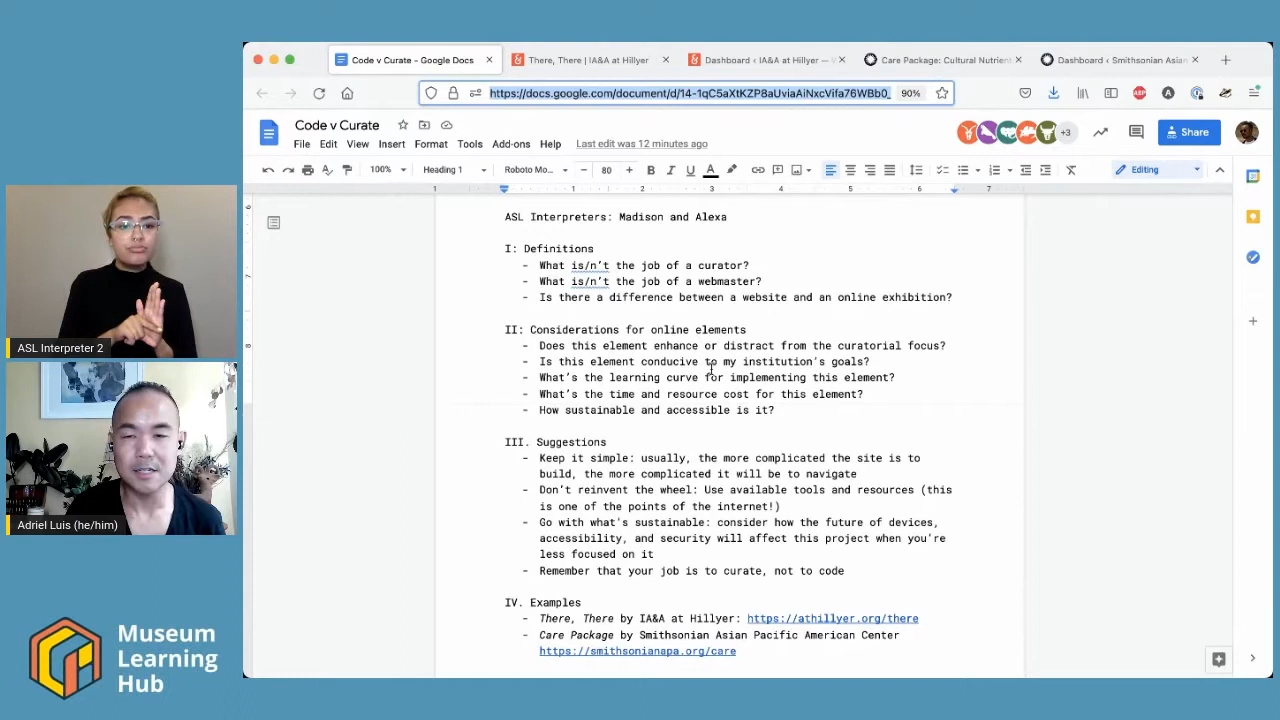 Code v Curate - Google Docs
There, There | IA&A at Hillyer
Dashboard ‹ IA&A at Hillyer — W
Care Package: Cultural Nutrient
Dashboard ‹ Smithsonian Asian
https://docs.google.com/document/d/14-1qC5aXtKZP8aUviaAiNxcVifa76WBb0_
90%
ABP
Code v Curate
+3
Share
File Edit View Insert Format Tools Add-ons Help Last edit was 12 minutes ago
100% Heading 1 Roboto Mo... − 80 + B I U A Editing
1 1 2 3 4 5 6 7
ASL Interpreters: Madison and Alexa
I: Definitions
- What is/n't the job of a curator?
- What is/n't the job of a webmaster?
- Is there a difference between a website and an online exhibition?
II: Considerations for online elements
- Does this element enhance or distract from the curatorial focus?
- Is this element conducive to my institution's goals?
- What's the learning curve for implementing this element?
- What's the time and resource cost for this element?
- How sustainable and accessible is it?
III. Suggestions
- Keep it simple: usually, the more complicated the site is to
build, the more complicated it will be to navigate
- Don't reinvent the wheel: Use available tools and resources (this
is one of the points of the internet!)
- Go with what's sustainable: consider how the future of devices,
accessibility, and security will affect this project when you're
less focused on it
- Remember that your job is to curate, not to code
IV. Examples
- There, There by IA&A at Hillyer: https://athillyer.org/there
- Care Package by Smithsonian Asian Pacific American Center
https://smithsonianapa.org/care
ASL Interpreter 2
Adriel Luis (he/him)
Museum
Learning
Hub